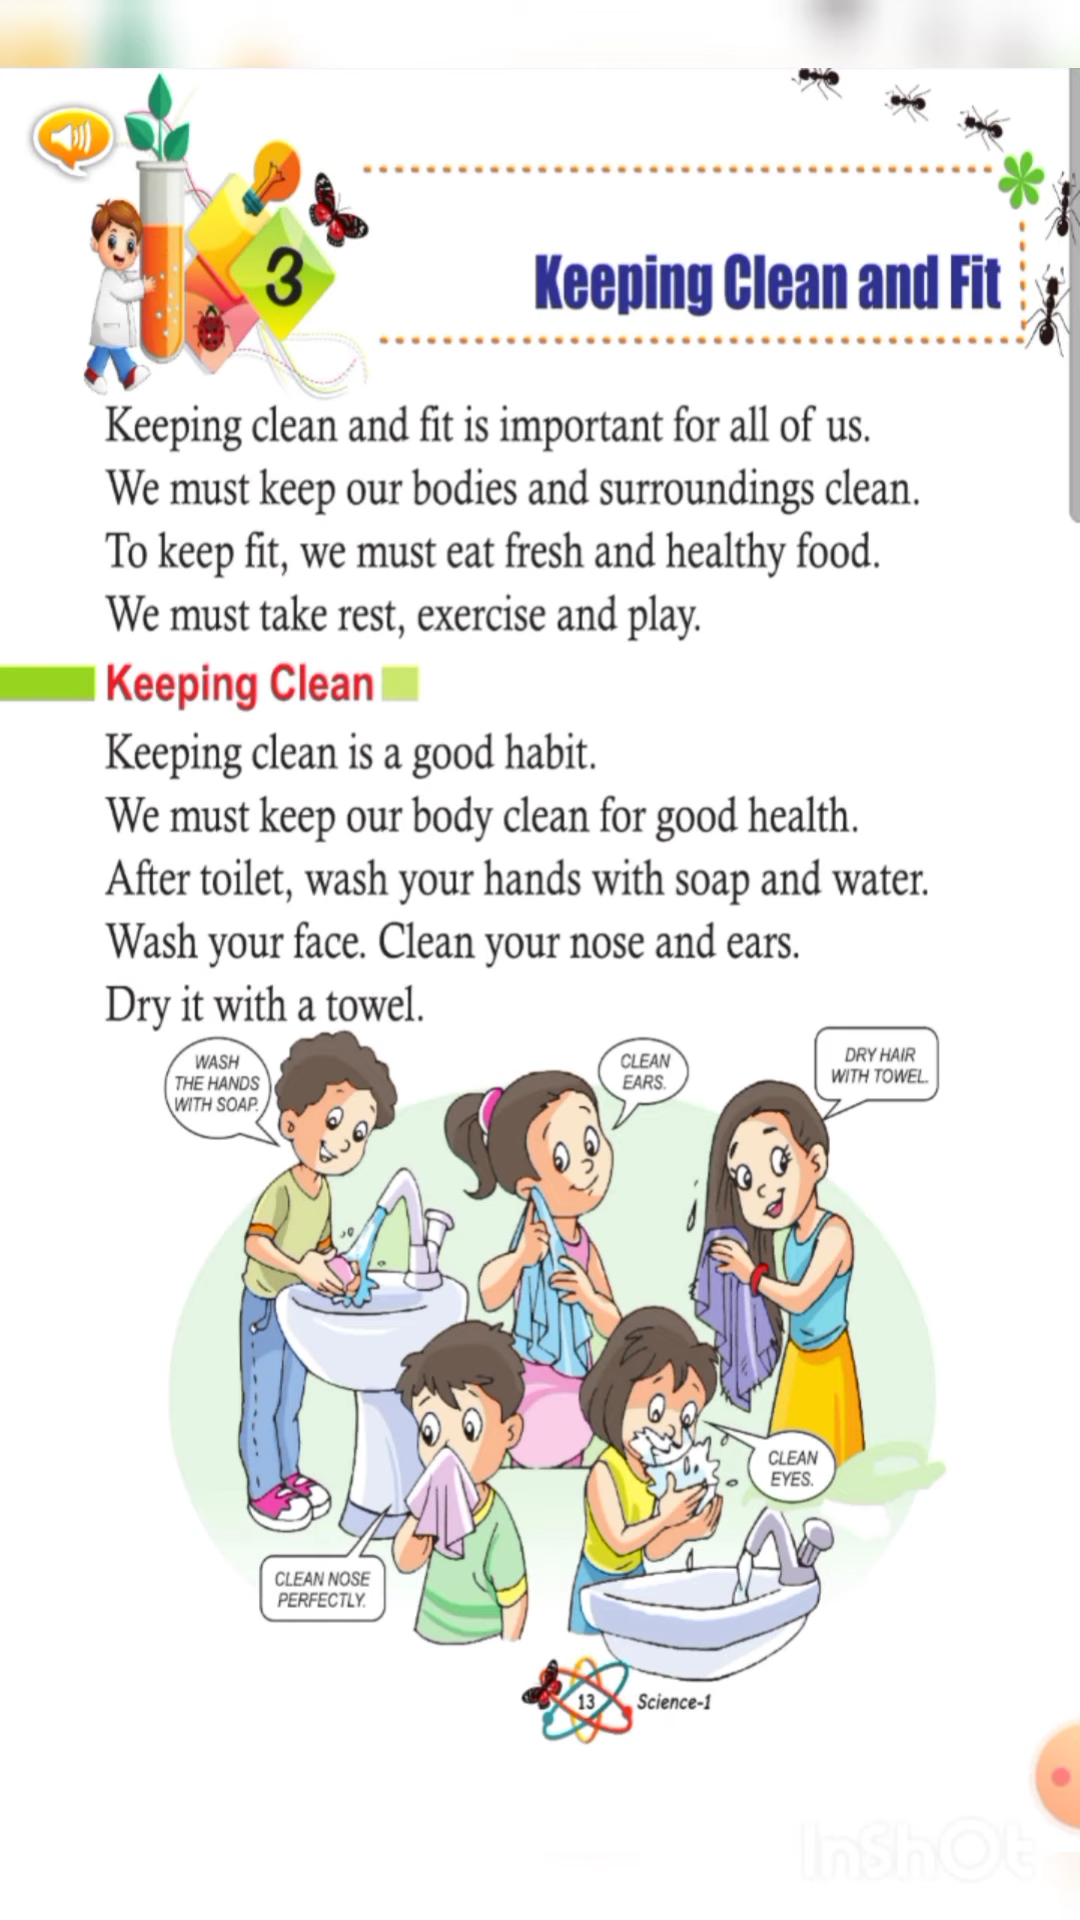 3
Keeping Clean and Fit
Keeping clean and fit is important for all of us.
We must keep our bodies and surroundings clean.
To keep fit, we must eat fresh and healthy food.
We must take rest, exercise and play.
Keeping Clean
Keeping clean is a good habit.
We must keep our body clean for good health.
After toilet, wash your hands with soap and water.
Wash your face. Clean your nose and ears.
Dry it with a towel.
WASH
THE HANDS
WITH SOAP.
CLEAN
EARS.
DRY HAIR
WITH TOWEL.
CLEAN
EYES.
CLEAN NOSE
PERFECTLY.
13 Science-1
InShOt